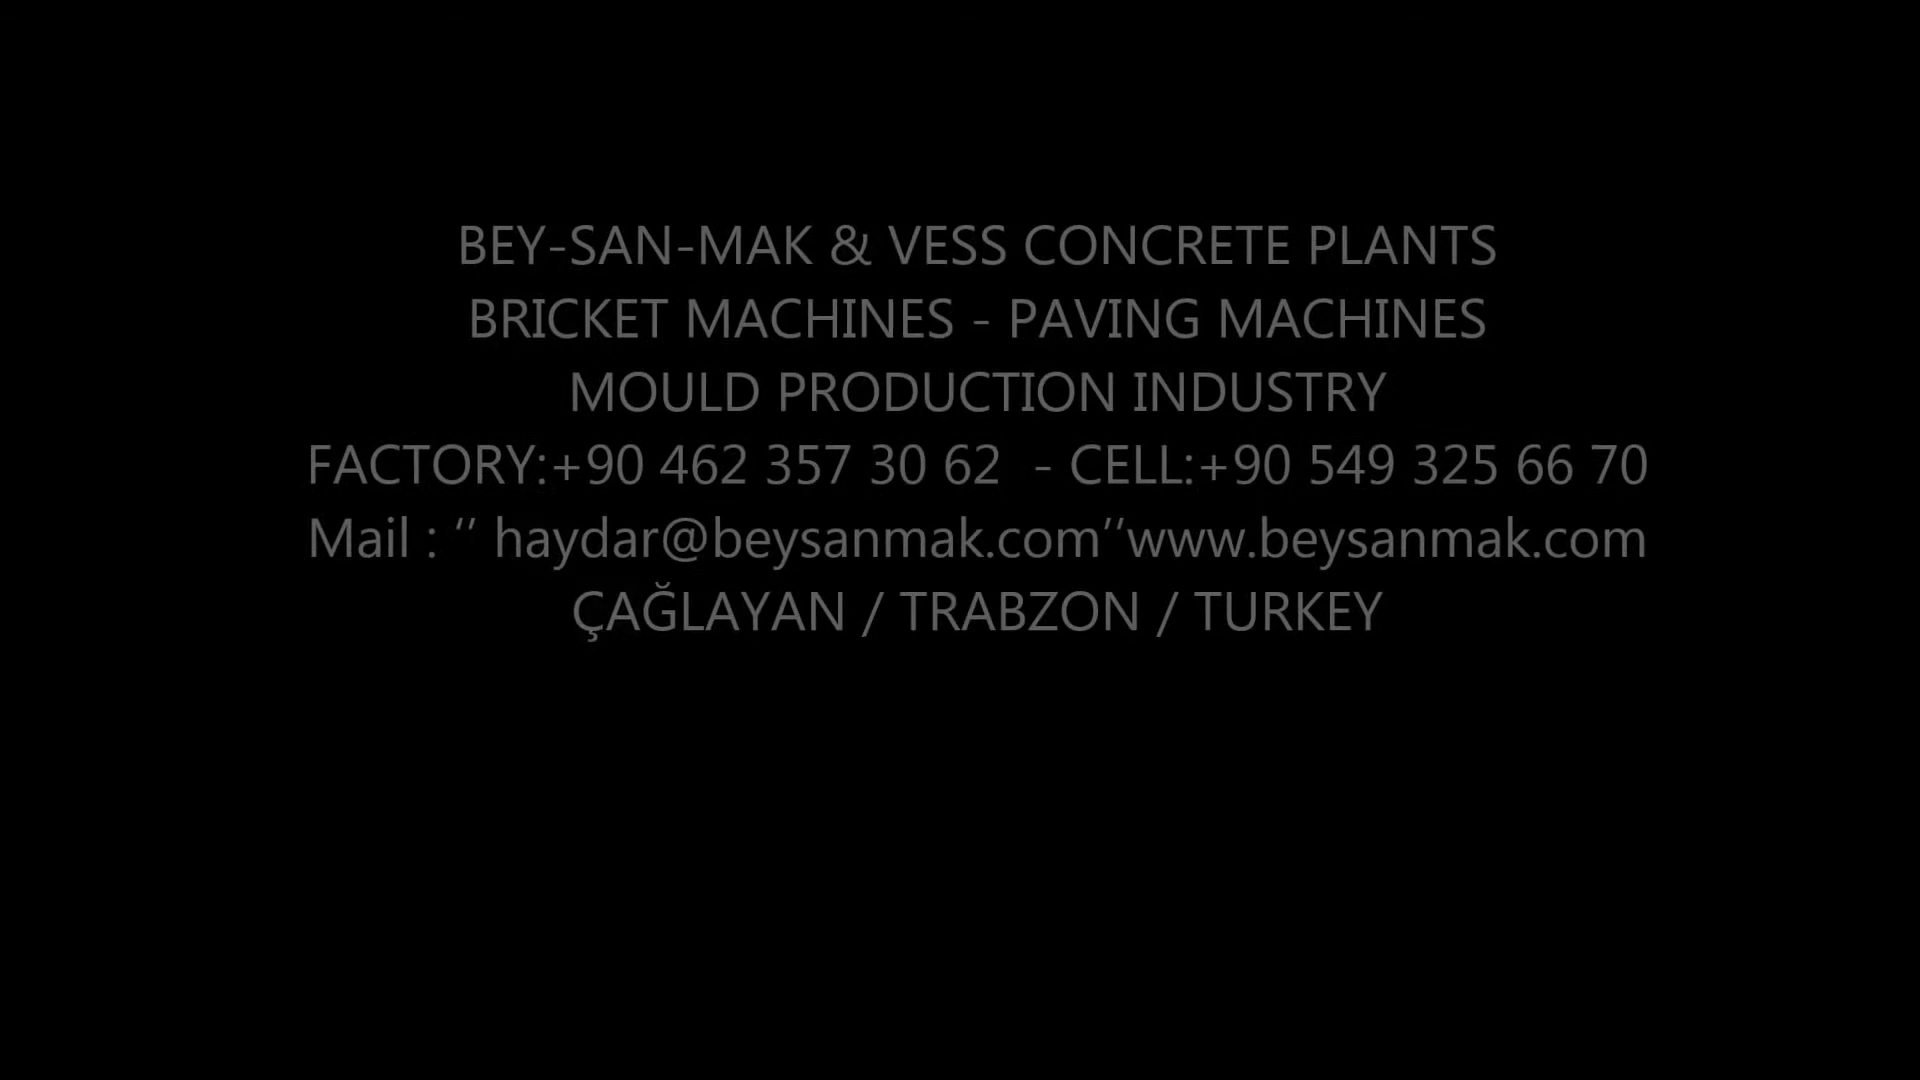 BEY-SAN-MAK & VESS CONCRETE PLANTS
BRICKET MACHINES - PAVING MACHINES
MOULD PRODUCTION INDUSTRY
FACTORY:+90 462 357 30 62  - CELL:+90 549 325 66 70
Mail : ‘’ haydar@beysanmak.com’’www.beysanmak.com
ÇAĞLAYAN / TRABZON / TURKEY